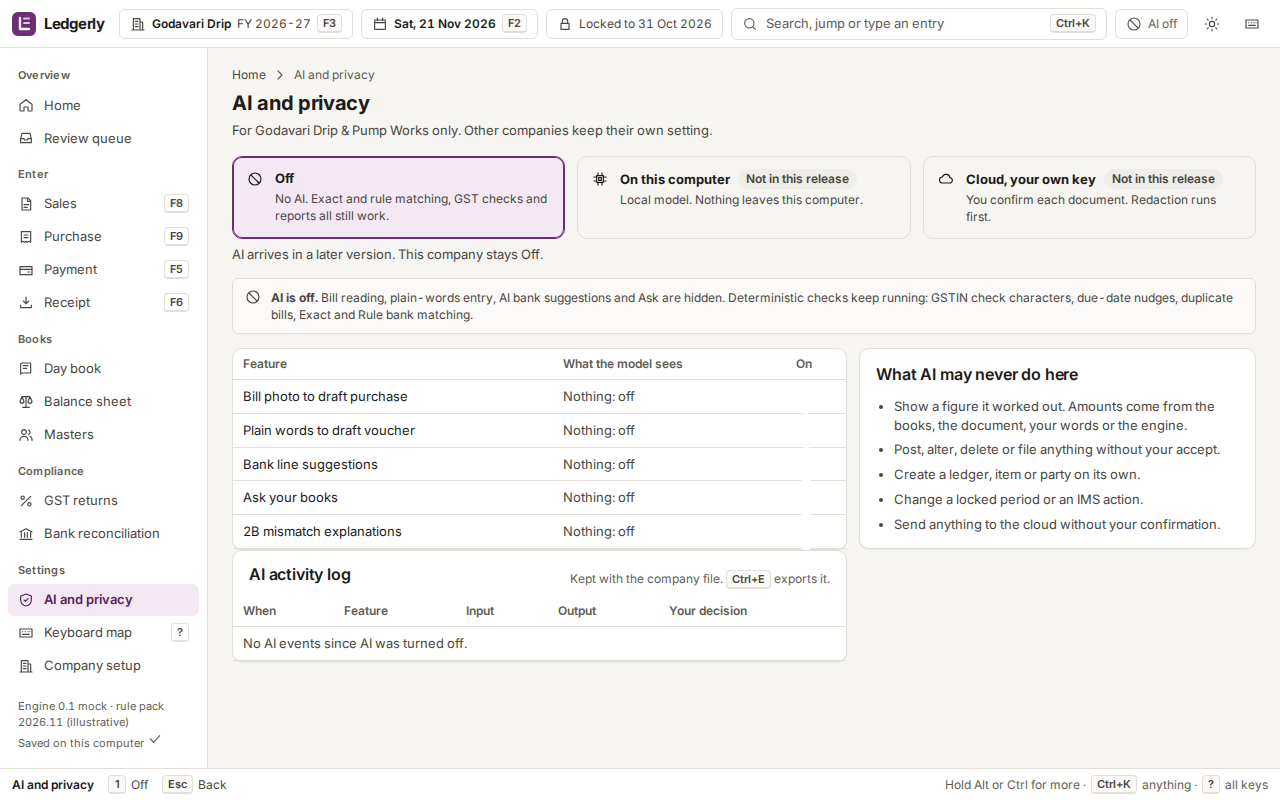 Ledgerly
Godavari Drip FY 2026-27 F3
Sat, 21 Nov 2026 F2
Locked to 31 Oct 2026
Search, jump or type an entry Ctrl+K
AI off
Overview
Home
Review queue
Enter
Sales F8
Purchase F9
Payment F5
Receipt F6
Books
Day book
Balance sheet
Masters
Compliance
GST returns
Bank reconciliation
Settings
AI and privacy
Keyboard map ?
Company setup
Engine 0.1 mock · rule pack
2026.11 (illustrative)
Saved on this computer
Home AI and privacy
AI and privacy
For Godavari Drip & Pump Works only. Other companies keep their own setting.
Off
No AI. Exact and rule matching, GST checks and
reports all still work.
On this computer Not in this release
Local model. Nothing leaves this computer.
Cloud, your own key Not in this release
You confirm each document. Redaction runs
first.
AI arrives in a later version. This company stays Off.
AI is off. Bill reading, plain-words entry, AI bank suggestions and Ask are hidden. Deterministic checks keep running: GSTIN check characters, due-date nudges, duplicate
bills, Exact and Rule bank matching.
Feature What the model sees On
Bill photo to draft purchase Nothing: off
Plain words to draft voucher Nothing: off
Bank line suggestions Nothing: off
Ask your books Nothing: off
2B mismatch explanations Nothing: off
What AI may never do here
• Show a figure it worked out. Amounts come from the
books, the document, your words or the engine.
• Post, alter, delete or file anything without your accept.
• Create a ledger, item or party on its own.
• Change a locked period or an IMS action.
• Send anything to the cloud without your confirmation.
AI activity log Kept with the company file. Ctrl+E exports it.
When Feature Input Output Your decision
No AI events since AI was turned off.
AI and privacy 1 Off Esc Back
Hold Alt or Ctrl for more · Ctrl+K anything · ? all keys